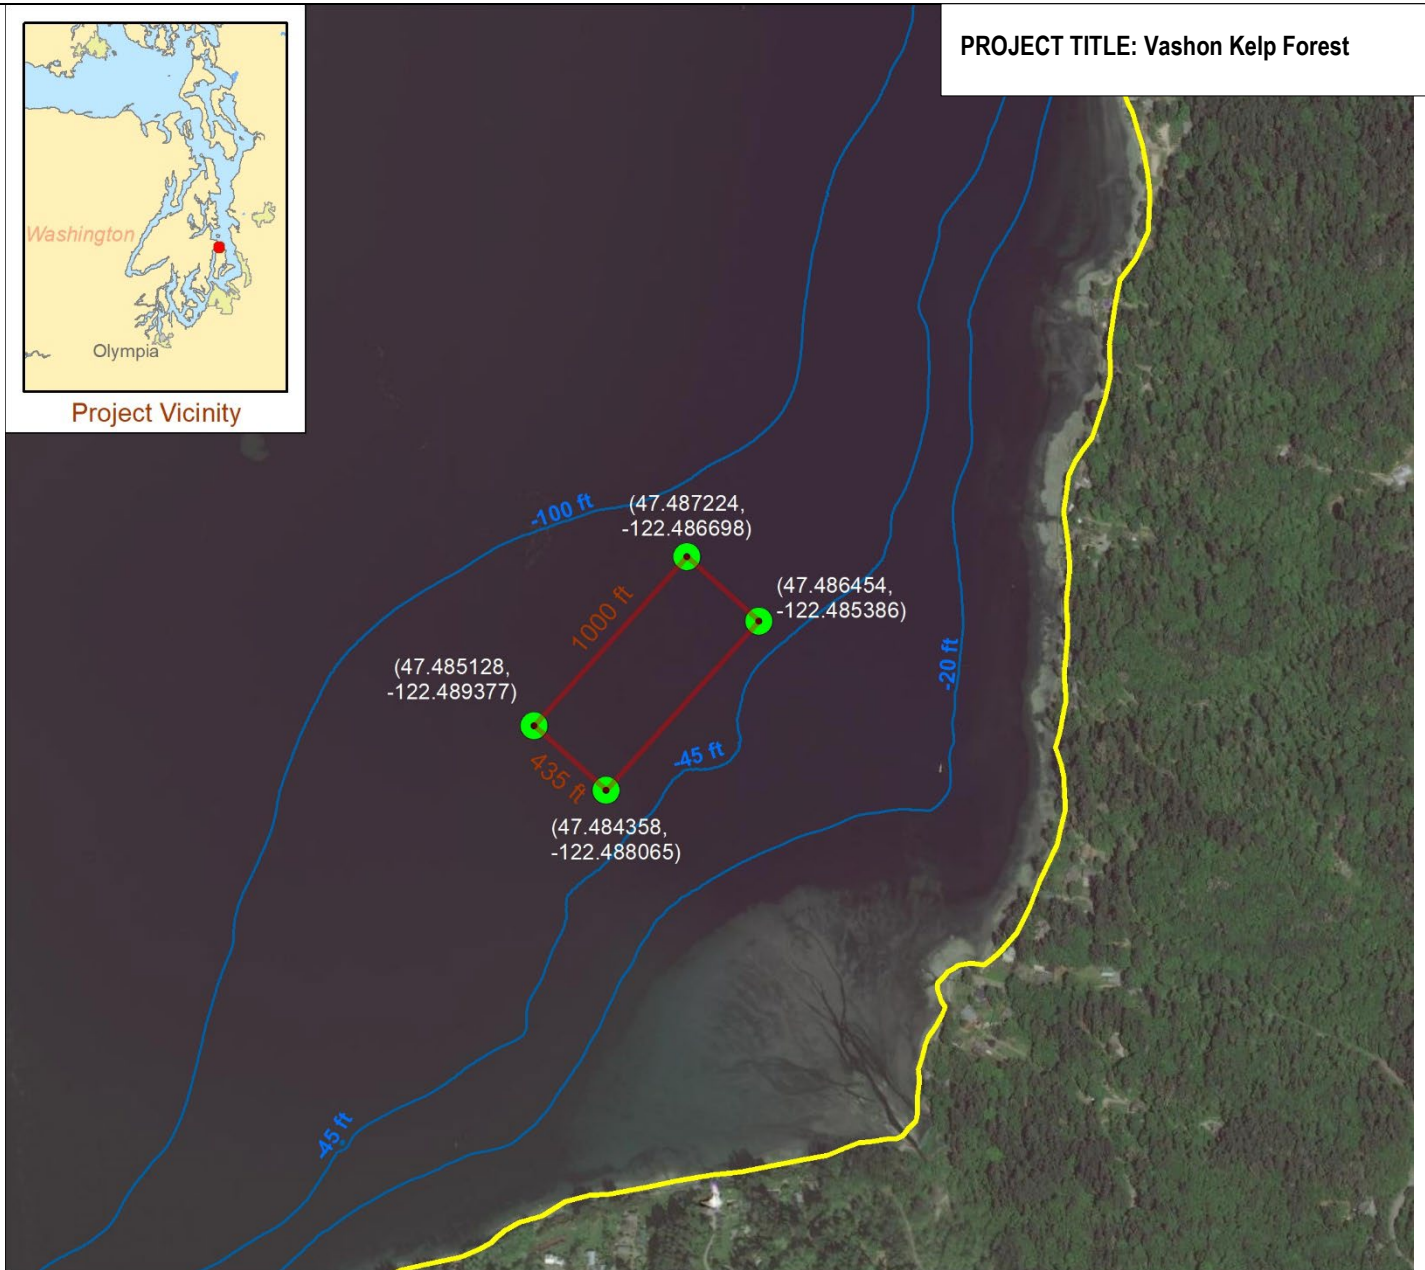 PROJECT TITLE: Vashon Kelp Forest
Washington
Olympia
Project Vicinity
-100 ft
(47.487224,
-122.486698)
1000 ft
(47.486454,
-122.485386)
(47.485128,
-122.489377)
-20 ft
435 ft
-45 ft
(47.484358,
-122.488065)
-45 ft